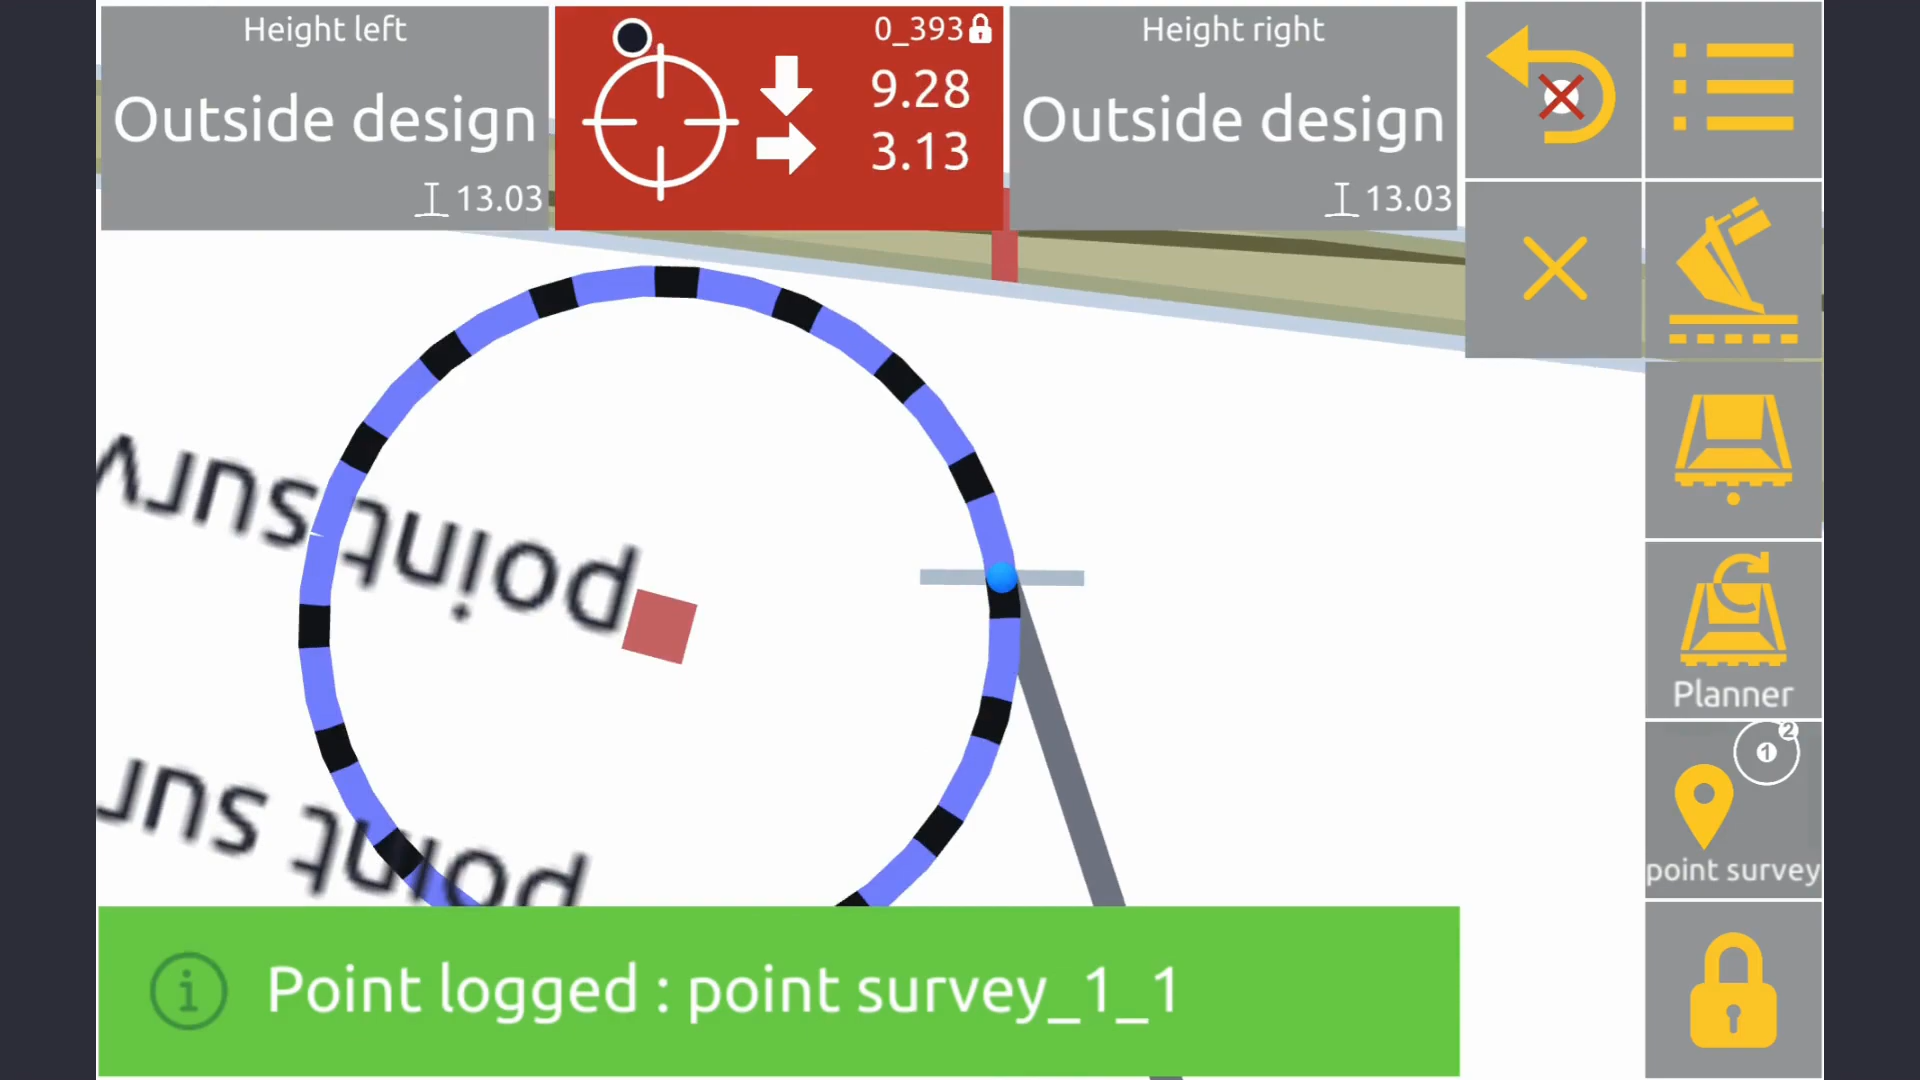 Height left
Outside design
13.03
0_393
9.28
3.13
Height right
Outside design
13.03
Planner
1
2
point survey
point surv
point sur
Point logged : point survey_1_1